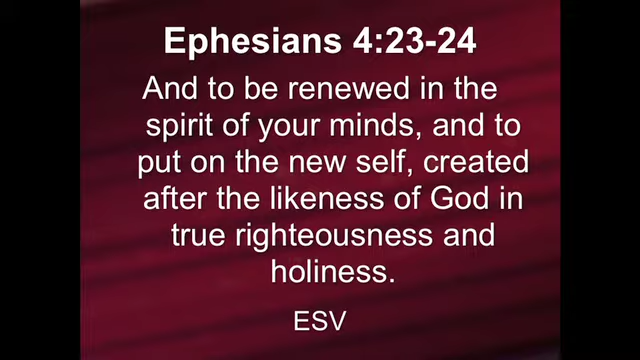 Ephesians 4:23-24
And to be renewed in the
spirit of your minds, and to
put on the new self, created
after the likeness of God in
true righteousness and
holiness.
ESV